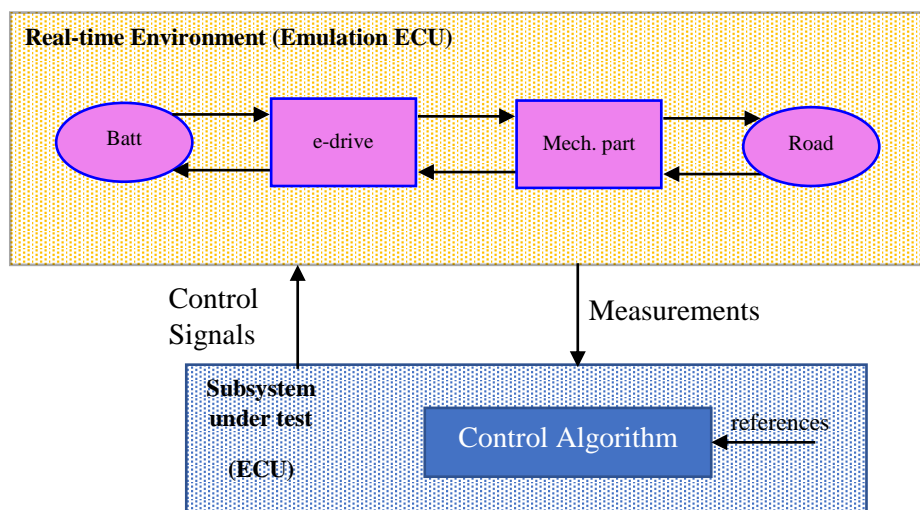 Real-time Environment (Emulation ECU)
Batt
e-drive
Mech. part
Road
Control
Signals
Measurements
Subsystem
under test
(ECU)
Control Algorithm
references